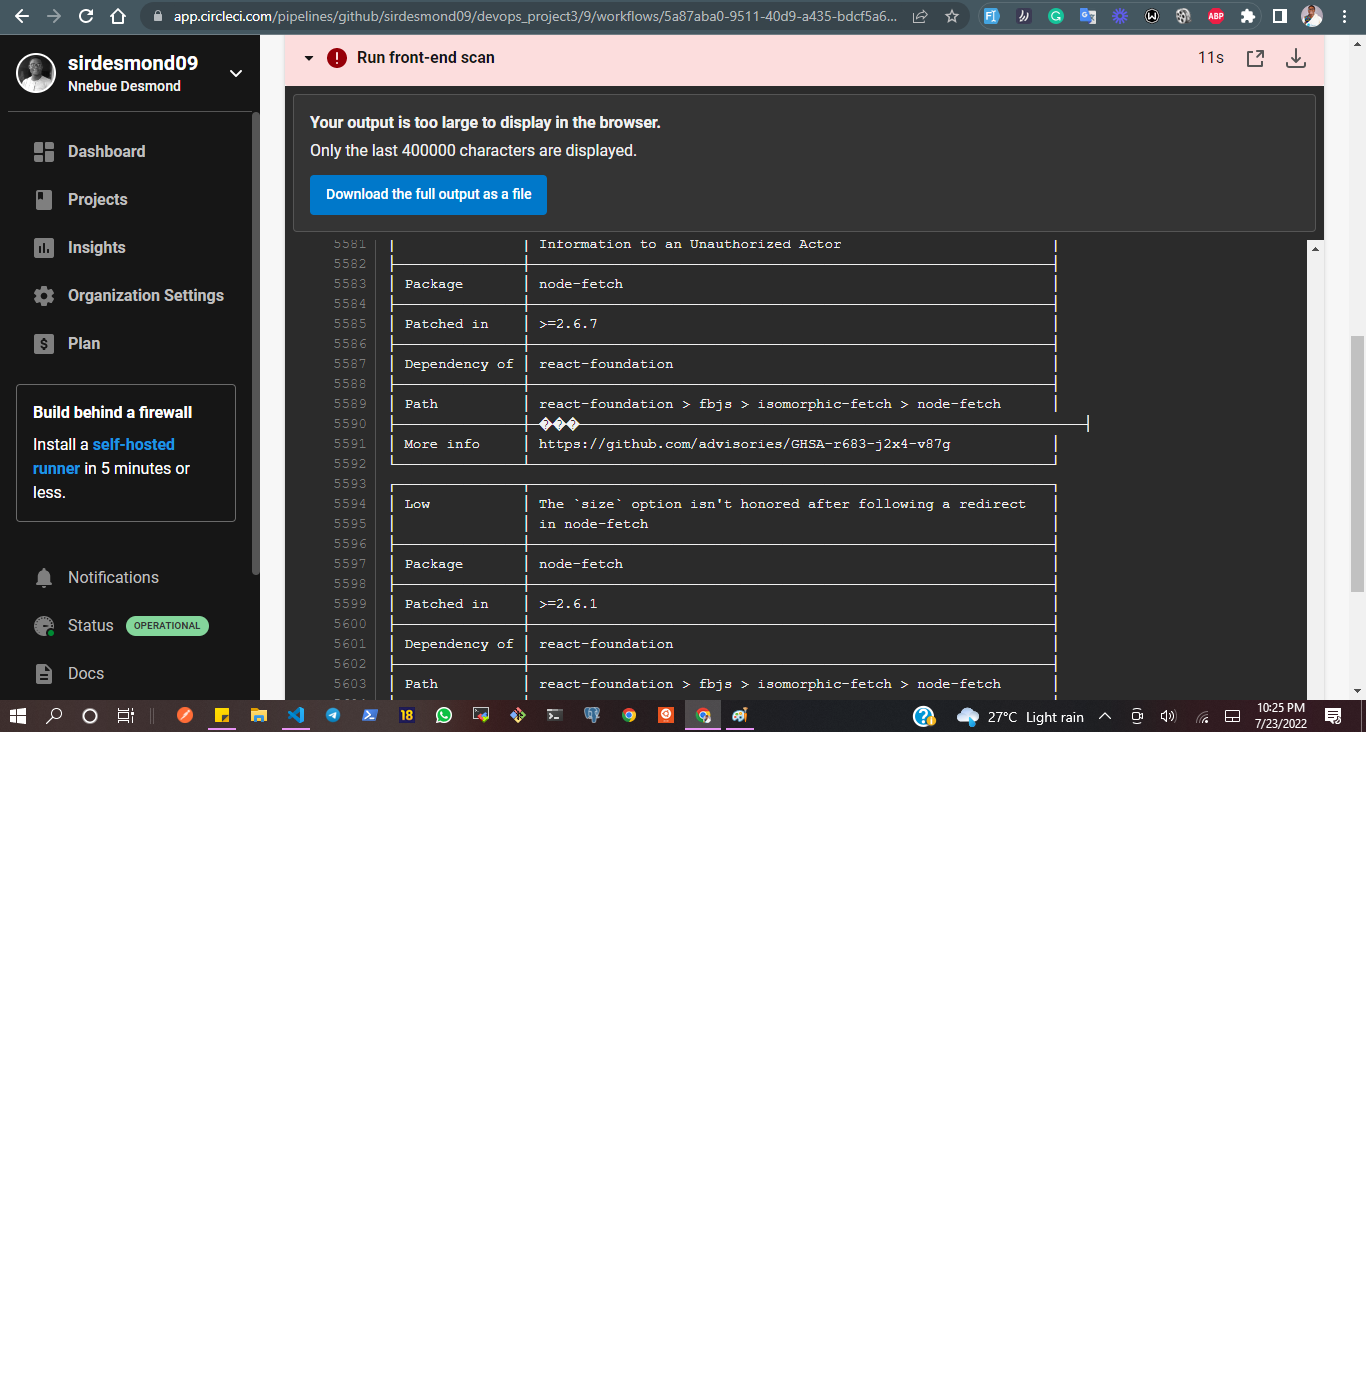 app.circleci.com/pipelines/github/sirdesmond09/devops_project3/9/workflows/5a87aba0-9511-40d9-a435-bdcf5a6...
sirdesmond09
Nnebue Desmond
Dashboard
Projects
Insights
Organization Settings
Plan
Build behind a firewall
Install a self-hosted
runner in 5 minutes or
less.
Notifications
Status OPERATIONAL
Docs
Run front-end scan 11s
Your output is too large to display in the browser.
Only the last 400000 characters are displayed.
Download the full output as a file
5581 Information to an Unauthorized Actor
5582
5583 Package node-fetch
5584
5585 Patched in >=2.6.7
5586
5587 Dependency of react-foundation
5588
5589 Path react-foundation > fbjs > isomorphic-fetch > node-fetch
5590 ���
5591 More info https://github.com/advisories/GHSA-r683-j2x4-v87g
5592
5593
5594 Low The `size` option isn't honored after following a redirect
5595 in node-fetch
5596
5597 Package node-fetch
5598
5599 Patched in >=2.6.1
5600
5601 Dependency of react-foundation
5602
5603 Path react-foundation > fbjs > isomorphic-fetch > node-fetch
ABP
18
27°C Light rain
10:25 PM
7/23/2022